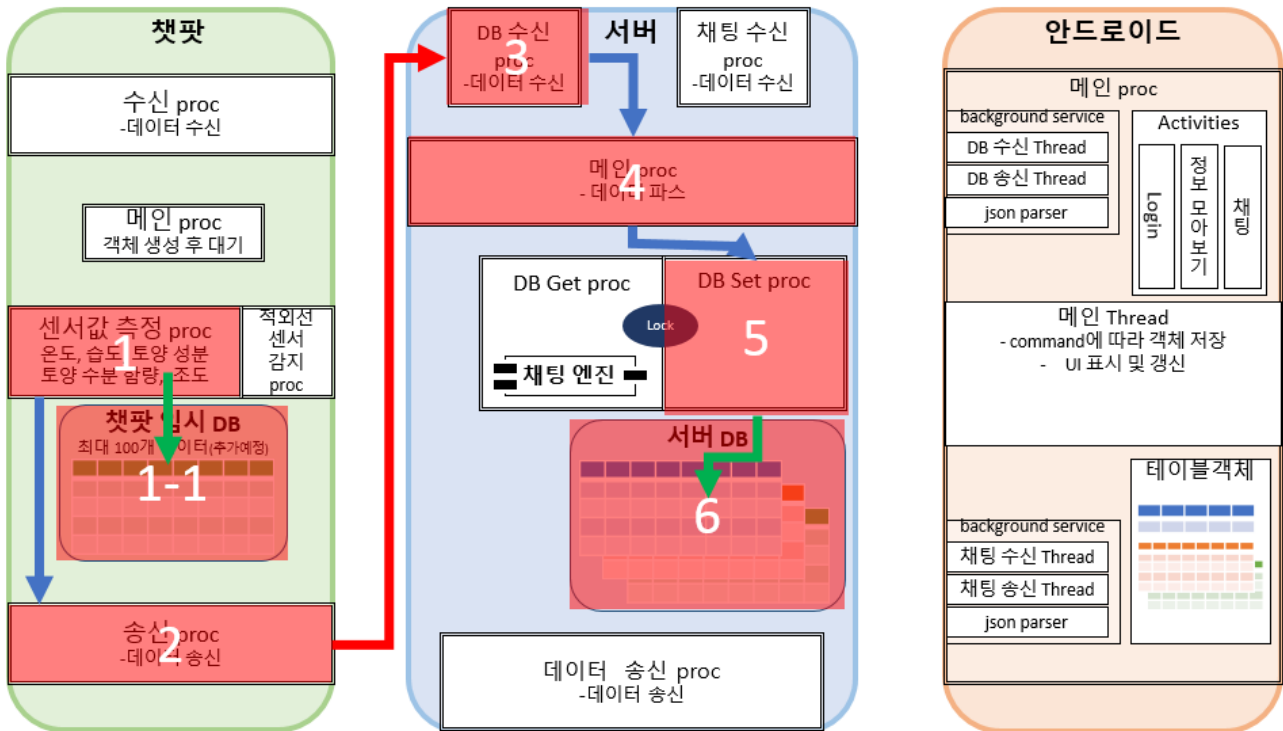 챗팟
수신 proc
-데이터 수신
메인 proc
객체 생성 후 대기
센서값 측정 proc
온도, 습도, 토양 성분
토양 수분 함량, 조도
1
적외선
센서
감지
proc
챗팟 임시 DB
최대 100개 데이터(추가예정)
1-1
송신 proc
-데이터 송신
2
서버
DB 수신
proc
-데이터 수신
3
채팅 수신
proc
-데이터 수신
메인 proc
- 데이터 파스
4
DB Get proc
Lock
채팅 엔진
DB Set proc
5
서버 DB
6
데이터 송신 proc
-데이터 송신
안드로이드
메인 proc
background service
DB 수신 Thread
DB 송신 Thread
json parser
Activities
Login
정보 모아보기
채팅
메인 Thread
- command에 따라 객체 저장
- UI 표시 및 갱신
background service
채팅 수신 Thread
채팅 송신 Thread
json parser
테이블객체